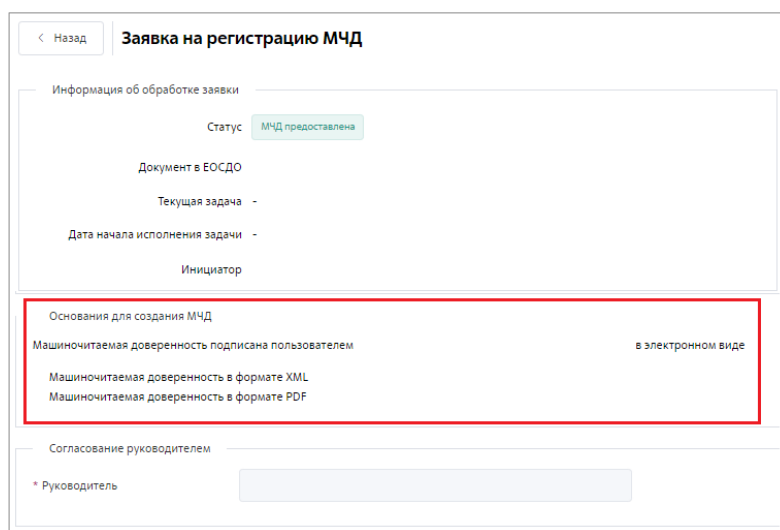 Назад
Заявка на регистрацию МЧД
Информация об обработке заявки
Статус МЧД предоставлена
Документ в ЕОСДО
Текущая задача -
Дата начала исполнения задачи -
Инициатор
Основания для создания МЧД
Машиночитаемая доверенность подписана пользователем в электронном виде
Машиночитаемая доверенность в формате XML
Машиночитаемая доверенность в формате PDF
Согласование руководителем
* Руководитель